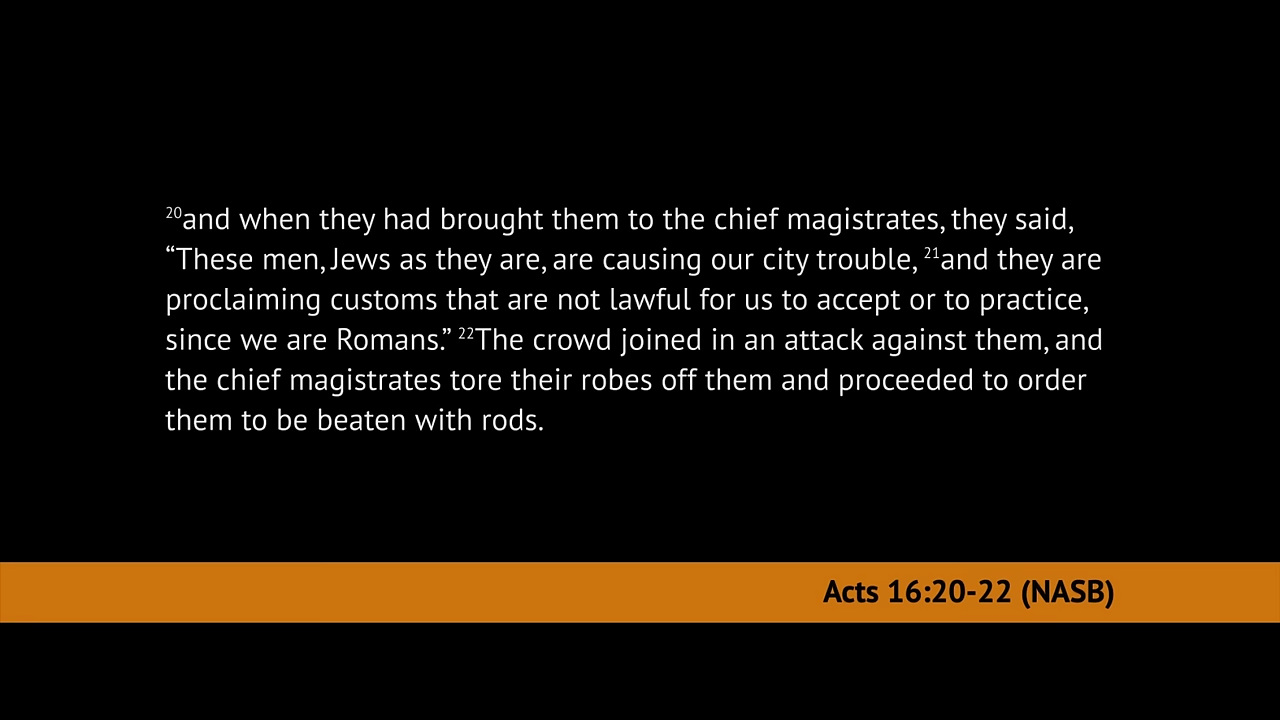 20and when they had brought them to the chief magistrates, they said,
“These men, Jews as they are, are causing our city trouble, 21and they are
proclaiming customs that are not lawful for us to accept or to practice,
since we are Romans.” 22The crowd joined in an attack against them, and
the chief magistrates tore their robes off them and proceeded to order
them to be beaten with rods.
Acts 16:20-22 (NASB)